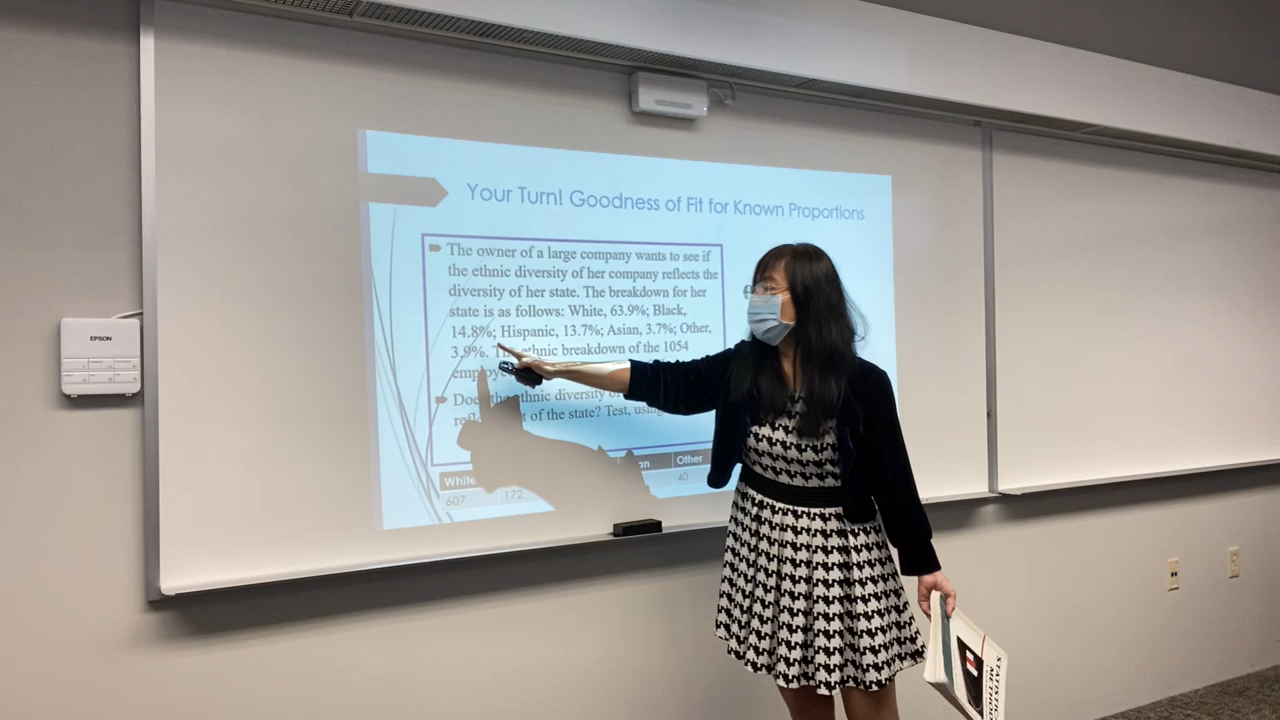 EPSON
Your Turn! Goodness of Fit for Known Proportions
The owner of a large company wants to see if
the ethnic diversity of her company reflects the
diversity of her state. The breakdown for her
state is as follows: White, 63.9%; Black,
14.8%; Hispanic, 13.7%; Asian, 3.7%; Other,
3.9%. ethnic breakdown of the 1054
the ethnic diversity
of the state? Test,
White Other
607 172 40